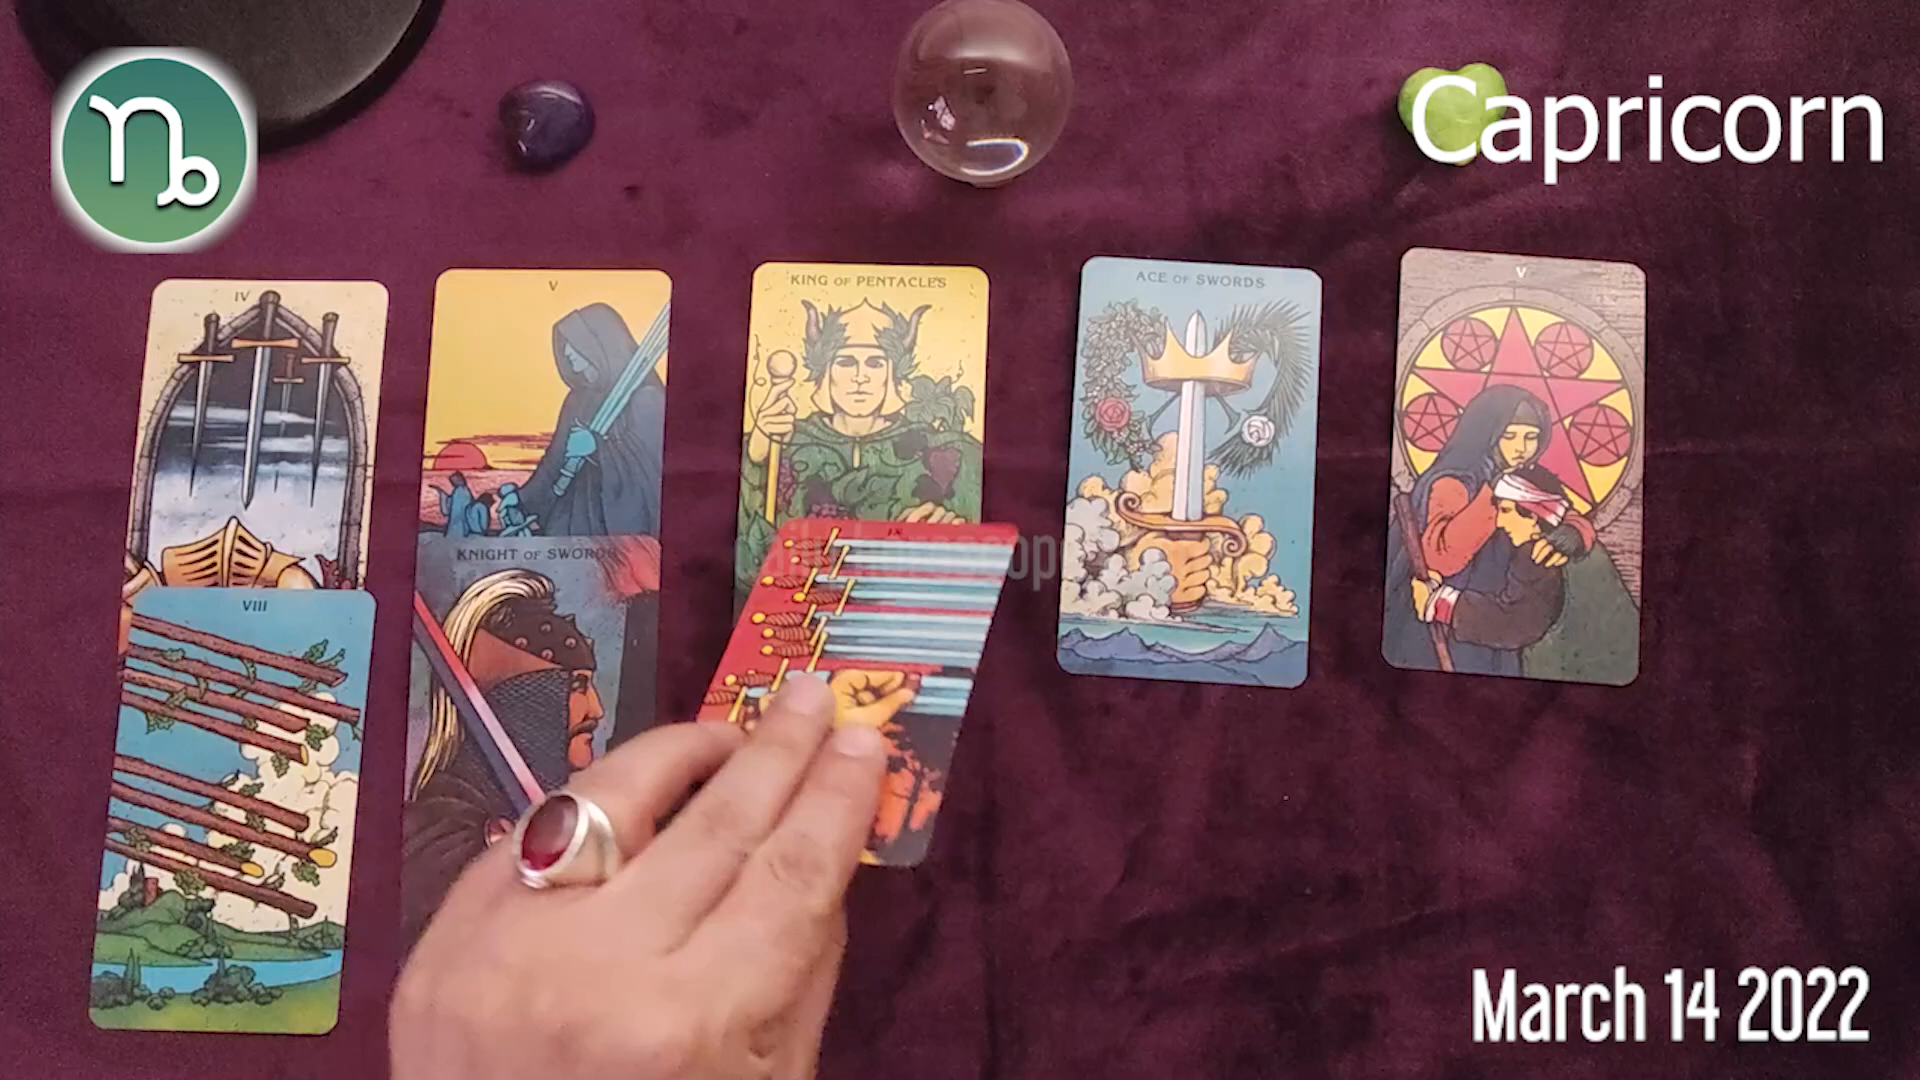 Capricorn
IV
V
KING OF PENTACLES
ACE OF SWORDS
V
VIII
KNIGHT OF SWORDS
IX
March 14 2022